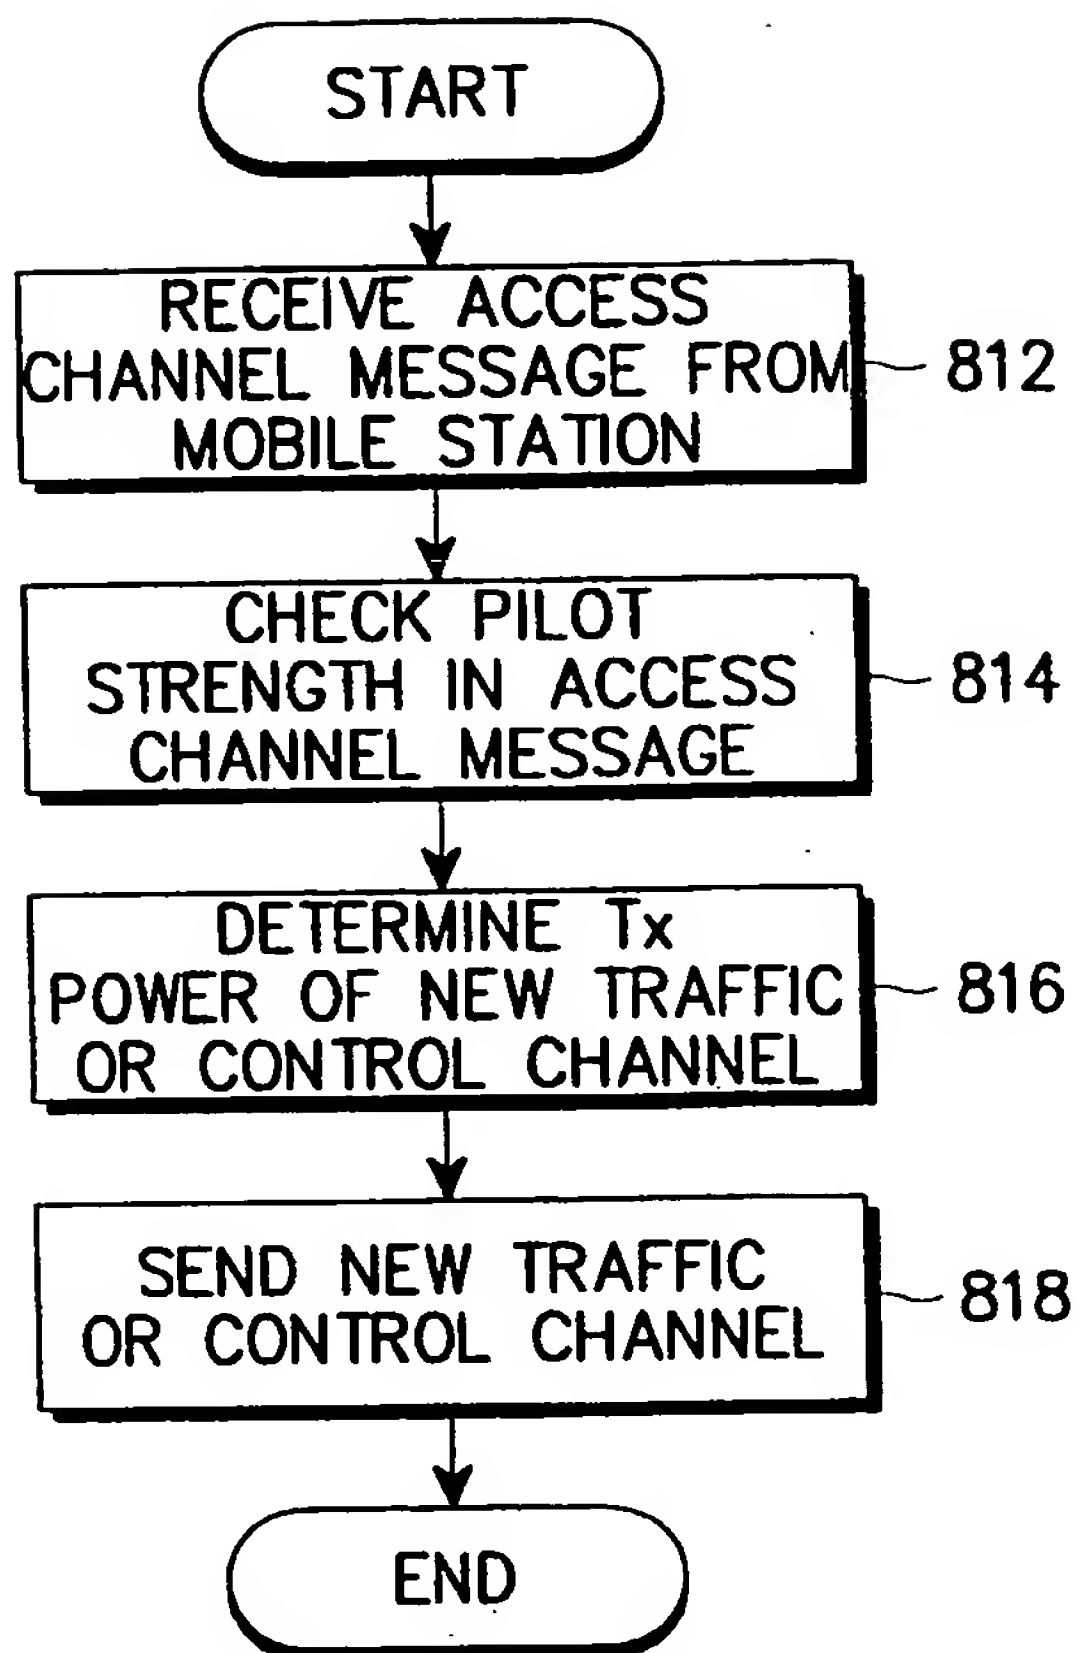 START
RECEIVE ACCESS
CHANNEL MESSAGE FROM
MOBILE STATION
812
CHECK PILOT
STRENGTH IN ACCESS
CHANNEL MESSAGE
814
DETERMINE Tx
POWER OF NEW TRAFFIC
OR CONTROL CHANNEL
816
SEND NEW TRAFFIC
OR CONTROL CHANNEL
818
END